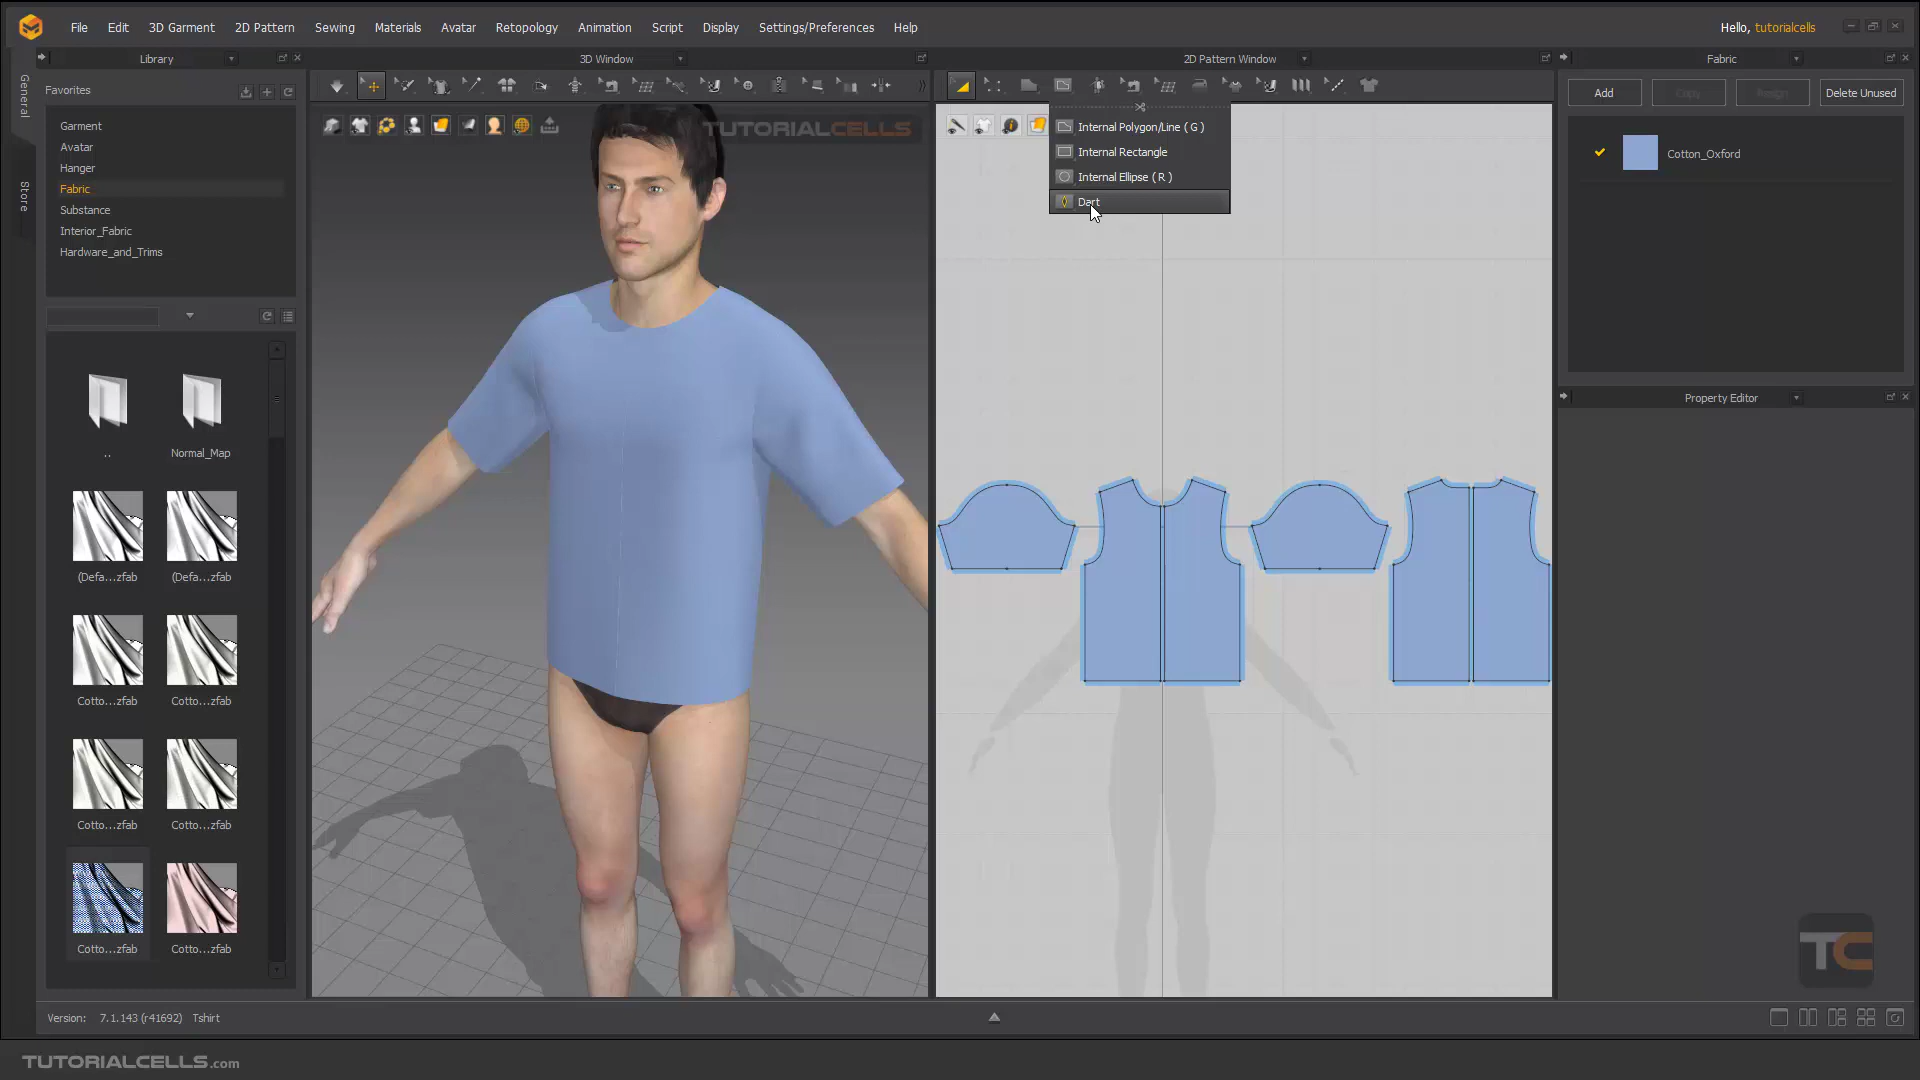 File Edit 3D Garment 2D Pattern Sewing Materials Avatar Retopology Animation Script Display Settings/Preferences Help
Hello, tutorialcells
Library
3D Window
2D Pattern Window
Fabric
General
Store
Favorites
Garment
Avatar
Hanger
Fabric
Substance
Interior_Fabric
Hardware_and_Trims
..
Normal_Map
(Defa...zfab
(Defa...zfab
Cotto...zfab
Cotto...zfab
Cotto...zfab
Cotto...zfab
Cotto...zfab
Cotto...zfab
TUTORIALCELLS
Internal Polygon/Line ( G )
Internal Rectangle
Internal Ellipse ( R )
Dart
Add Copy Assign Delete Unused
Cotton_Oxford
Property Editor
TC
Version: 7.1.143 (r41692) Tshirt
TUTORIALCELLS.com